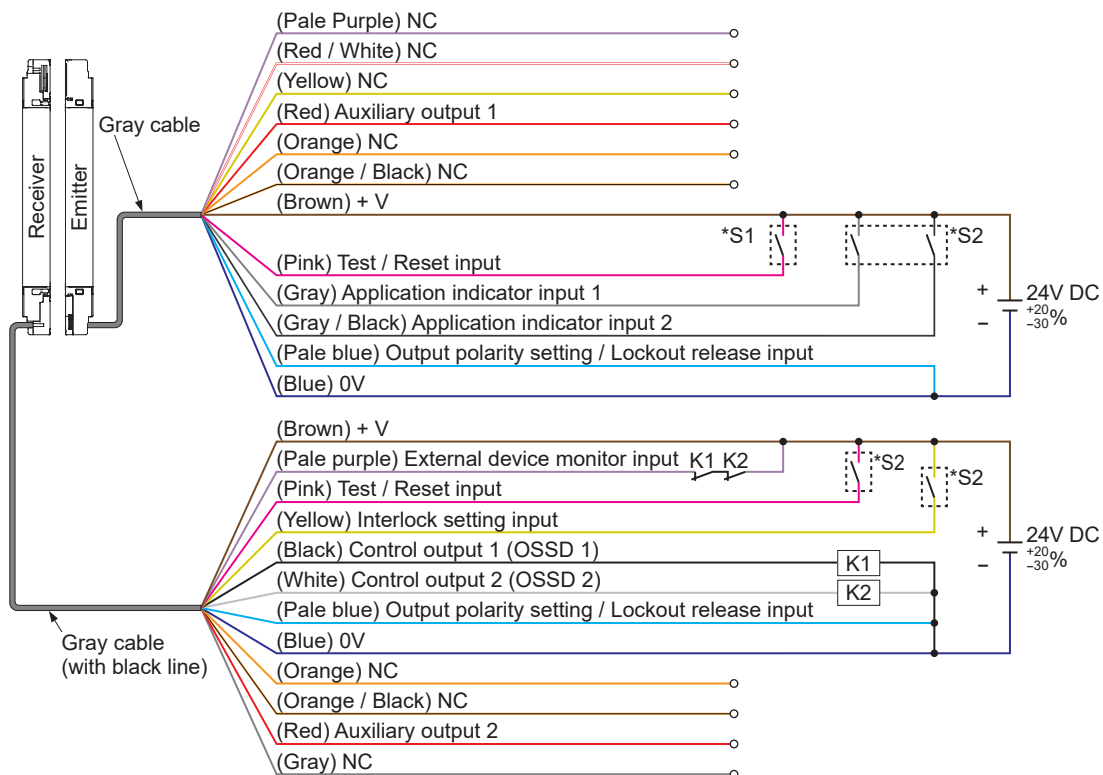 (Pale Purple) NC
(Red / White) NC
(Yellow) NC
(Red) Auxiliary output 1
(Orange) NC
(Orange / Black) NC
(Brown) + V
Gray cable
Receiver
Emitter
*S1
*S2
(Pink) Test / Reset input
(Gray) Application indicator input 1
(Gray / Black) Application indicator input 2
(Pale blue) Output polarity setting / Lockout release input
(Blue) 0V
+
−
24V DC
+20
−30 %
(Brown) + V
(Pale purple) External device monitor input K1 K2
*S2
*S2
(Pink) Test / Reset input
(Yellow) Interlock setting input
(Black) Control output 1 (OSSD 1)
K1
(White) Control output 2 (OSSD 2)
K2
+
−
24V DC
+20
−30 %
(Pale blue) Output polarity setting / Lockout release input
(Blue) 0V
Gray cable
(with black line)
(Orange) NC
(Orange / Black) NC
(Red) Auxiliary output 2
(Gray) NC